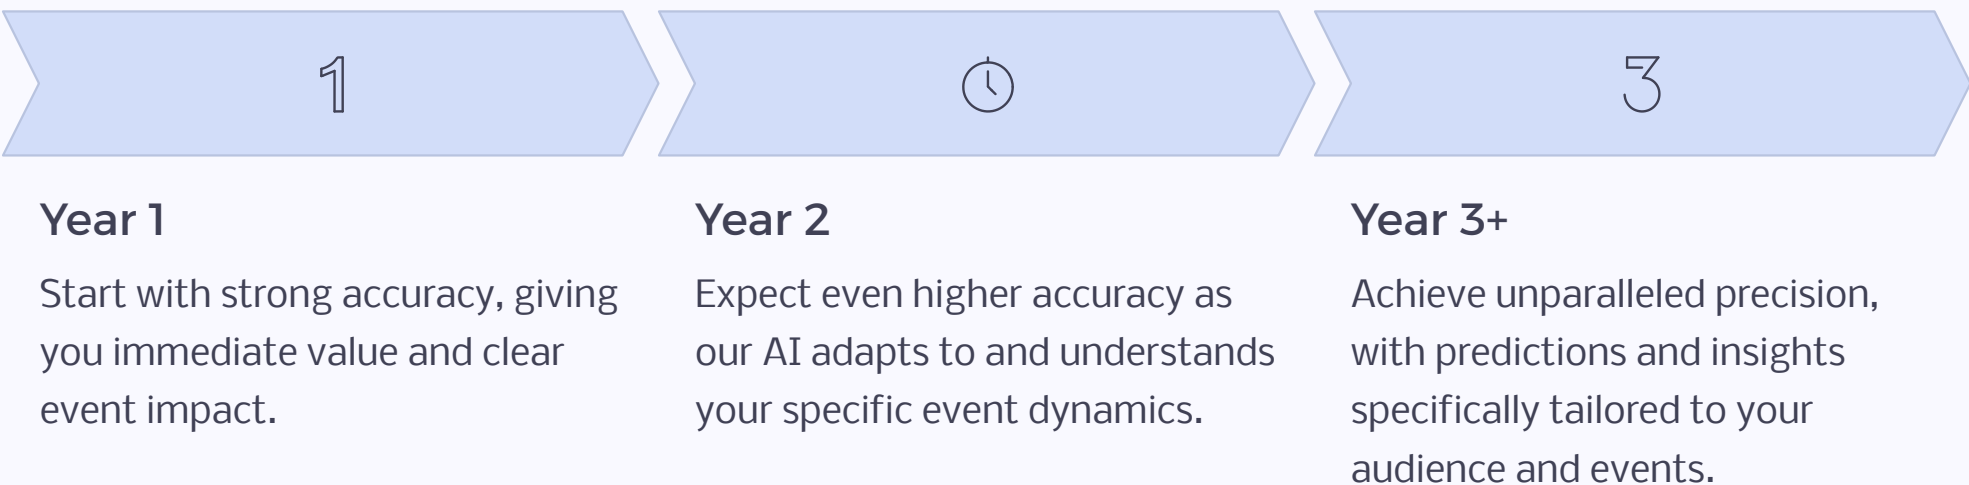 1
3
Year 1
Start with strong accuracy, giving
you immediate value and clear
event impact.
Year 2
Expect even higher accuracy as
our AI adapts to and understands
your specific event dynamics.
Year 3+
Achieve unparalleled precision,
with predictions and insights
specifically tailored to your
audience and events.